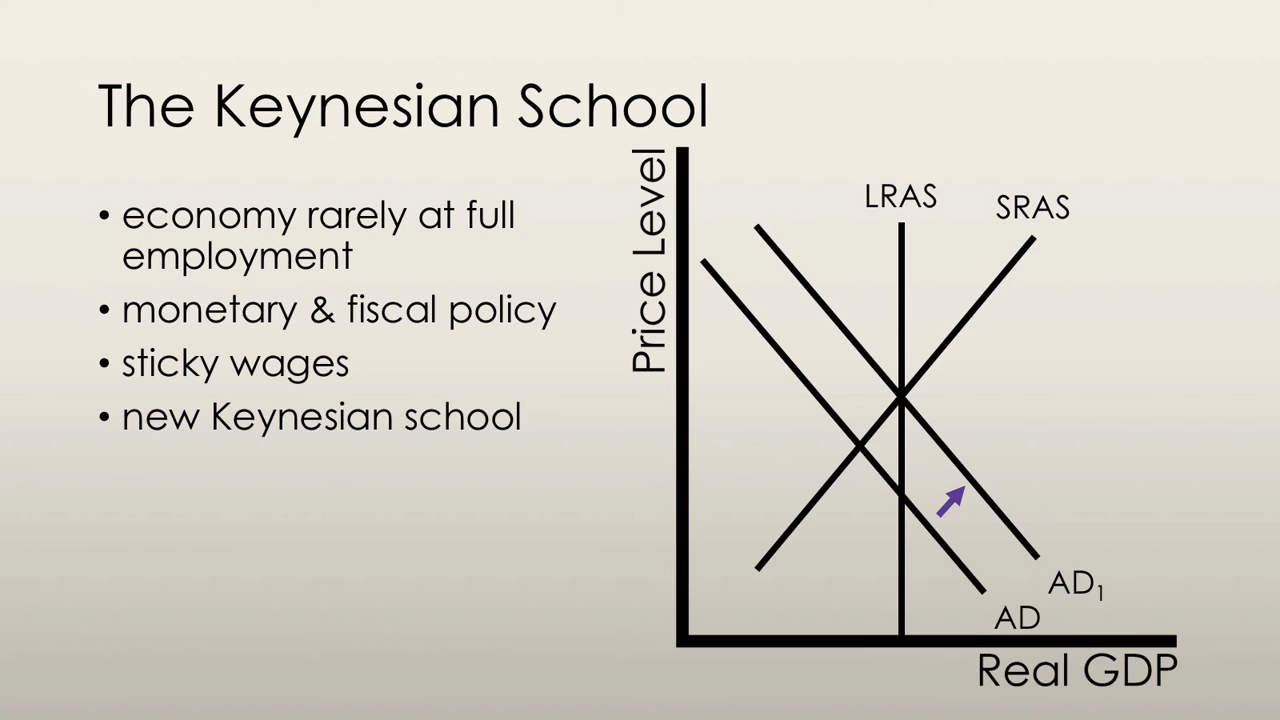 The Keynesian School
• economy rarely at full
employment
• monetary & fiscal policy
• sticky wages
• new Keynesian school
Price Level
LRAS
SRAS
AD₁
AD
Real GDP